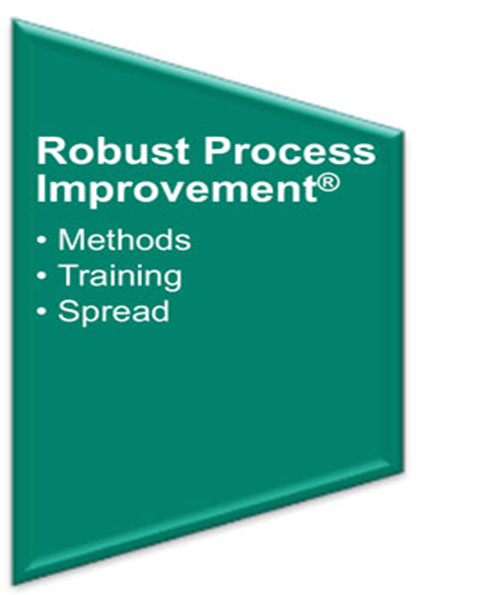 Robust Process
Improvement®
• Methods
• Training
• Spread